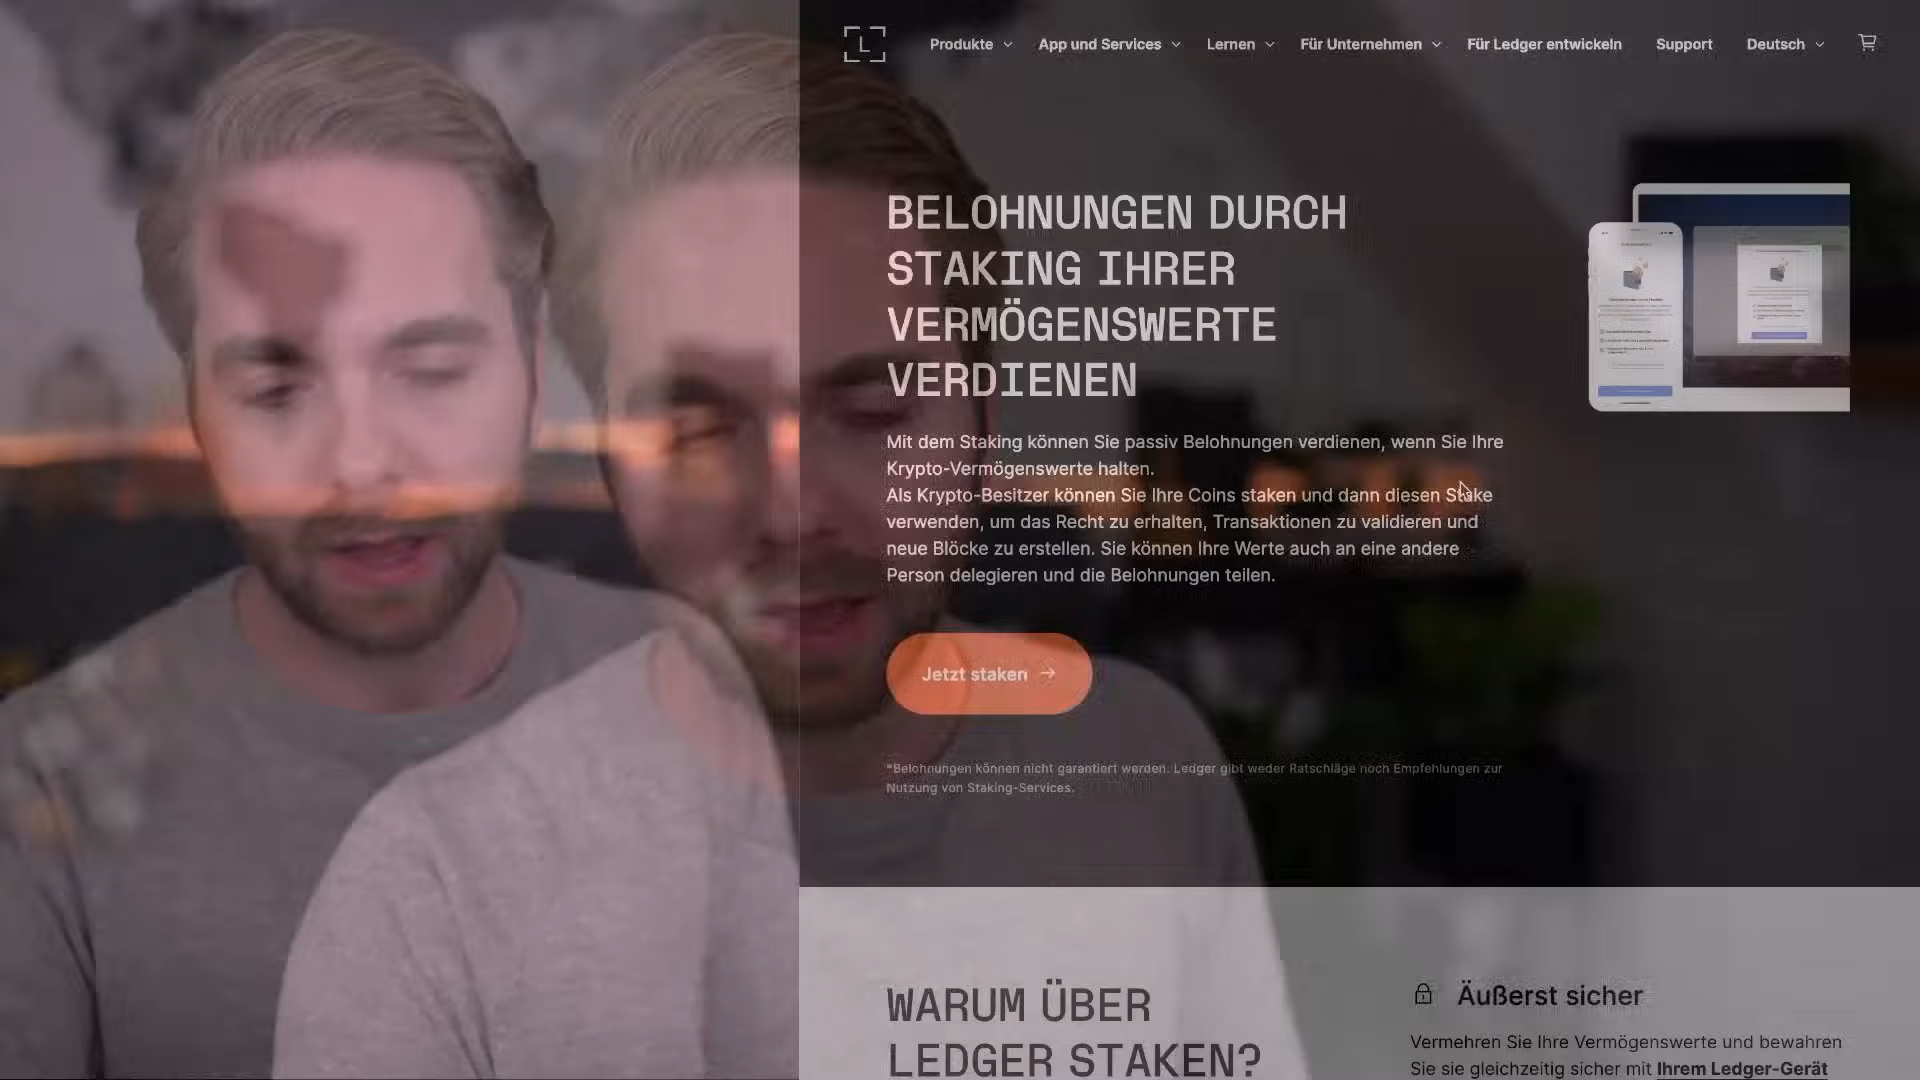 L
Produkte
App und Services
Lernen
Für Unternehmen
Für Ledger entwickeln
Support
Deutsch
BELOHNUNGEN DURCH
STAKING IHRER
VERMÖGENSWERTE
VERDIENEN
Mit dem Staking können Sie passiv Belohnungen verdienen, wenn Sie Ihre
Krypto-Vermögenswerte halten.
Als Krypto-Besitzer können Sie Ihre Coins staken und dann diesen Stake
verwenden, um das Recht zu erhalten, Transaktionen zu validieren und
neue Blöcke zu erstellen. Sie können Ihre Werte auch an eine andere
Person delegieren und die Belohnungen teilen.
Jetzt staken →
*Belohnungen können nicht garantiert werden. Ledger gibt weder Ratschläge noch Empfehlungen zur
Nutzung von Staking-Services.
WARUM ÜBER
LEDGER STAKEN?
Äußerst sicher
Vermehren Sie Ihre Vermögenswerte und bewahren
Sie sie gleichzeitig sicher mit Ihrem Ledger-Gerät